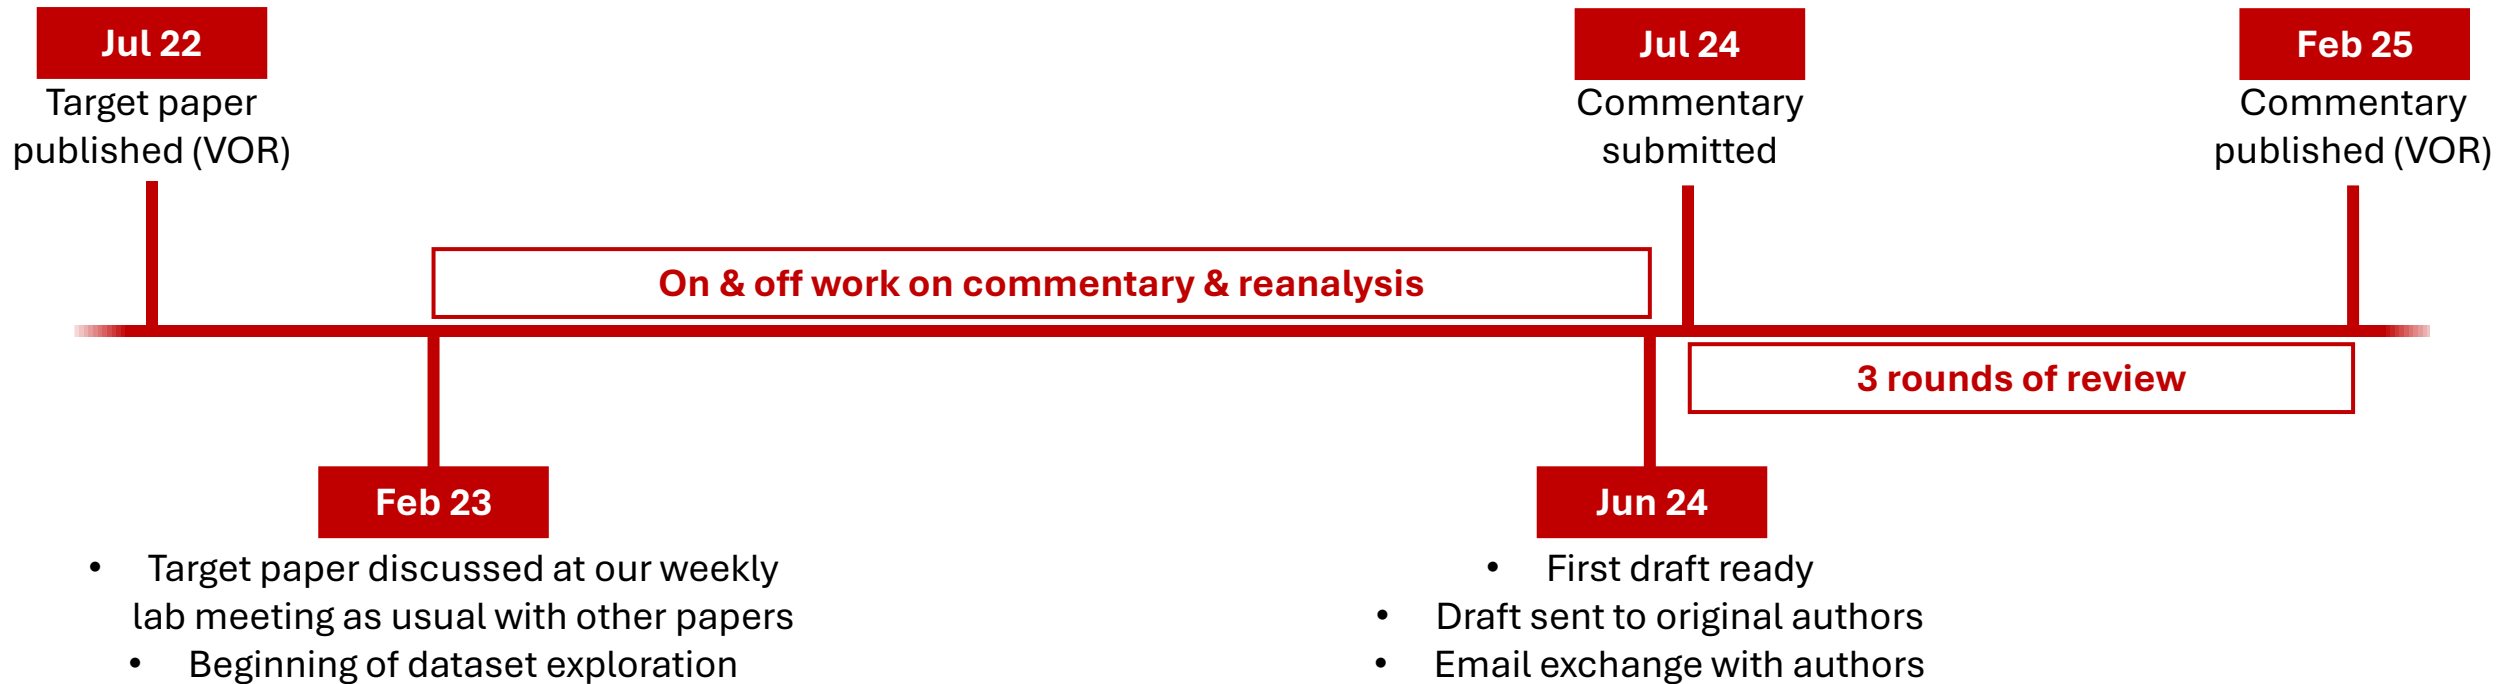 Jul 22
Target paper
published (VOR)
Jul 24
Commentary
submitted
Feb 25
Commentary
published (VOR)
On & off work on commentary & reanalysis
3 rounds of review
Feb 23
• Target paper discussed at our weekly
lab meeting as usual with other papers
• Beginning of dataset exploration
Jun 24
• First draft ready
• Draft sent to original authors
• Email exchange with authors